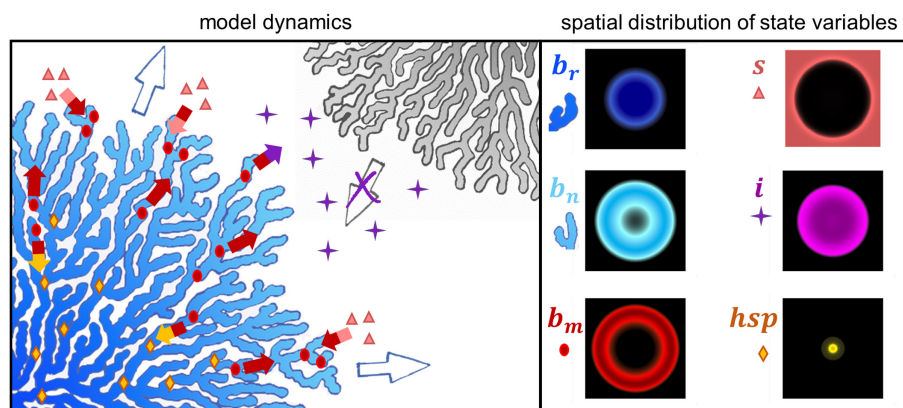 model dynamics
spatial distribution of state variables
b_r
s
b_n
i
b_m
hsp